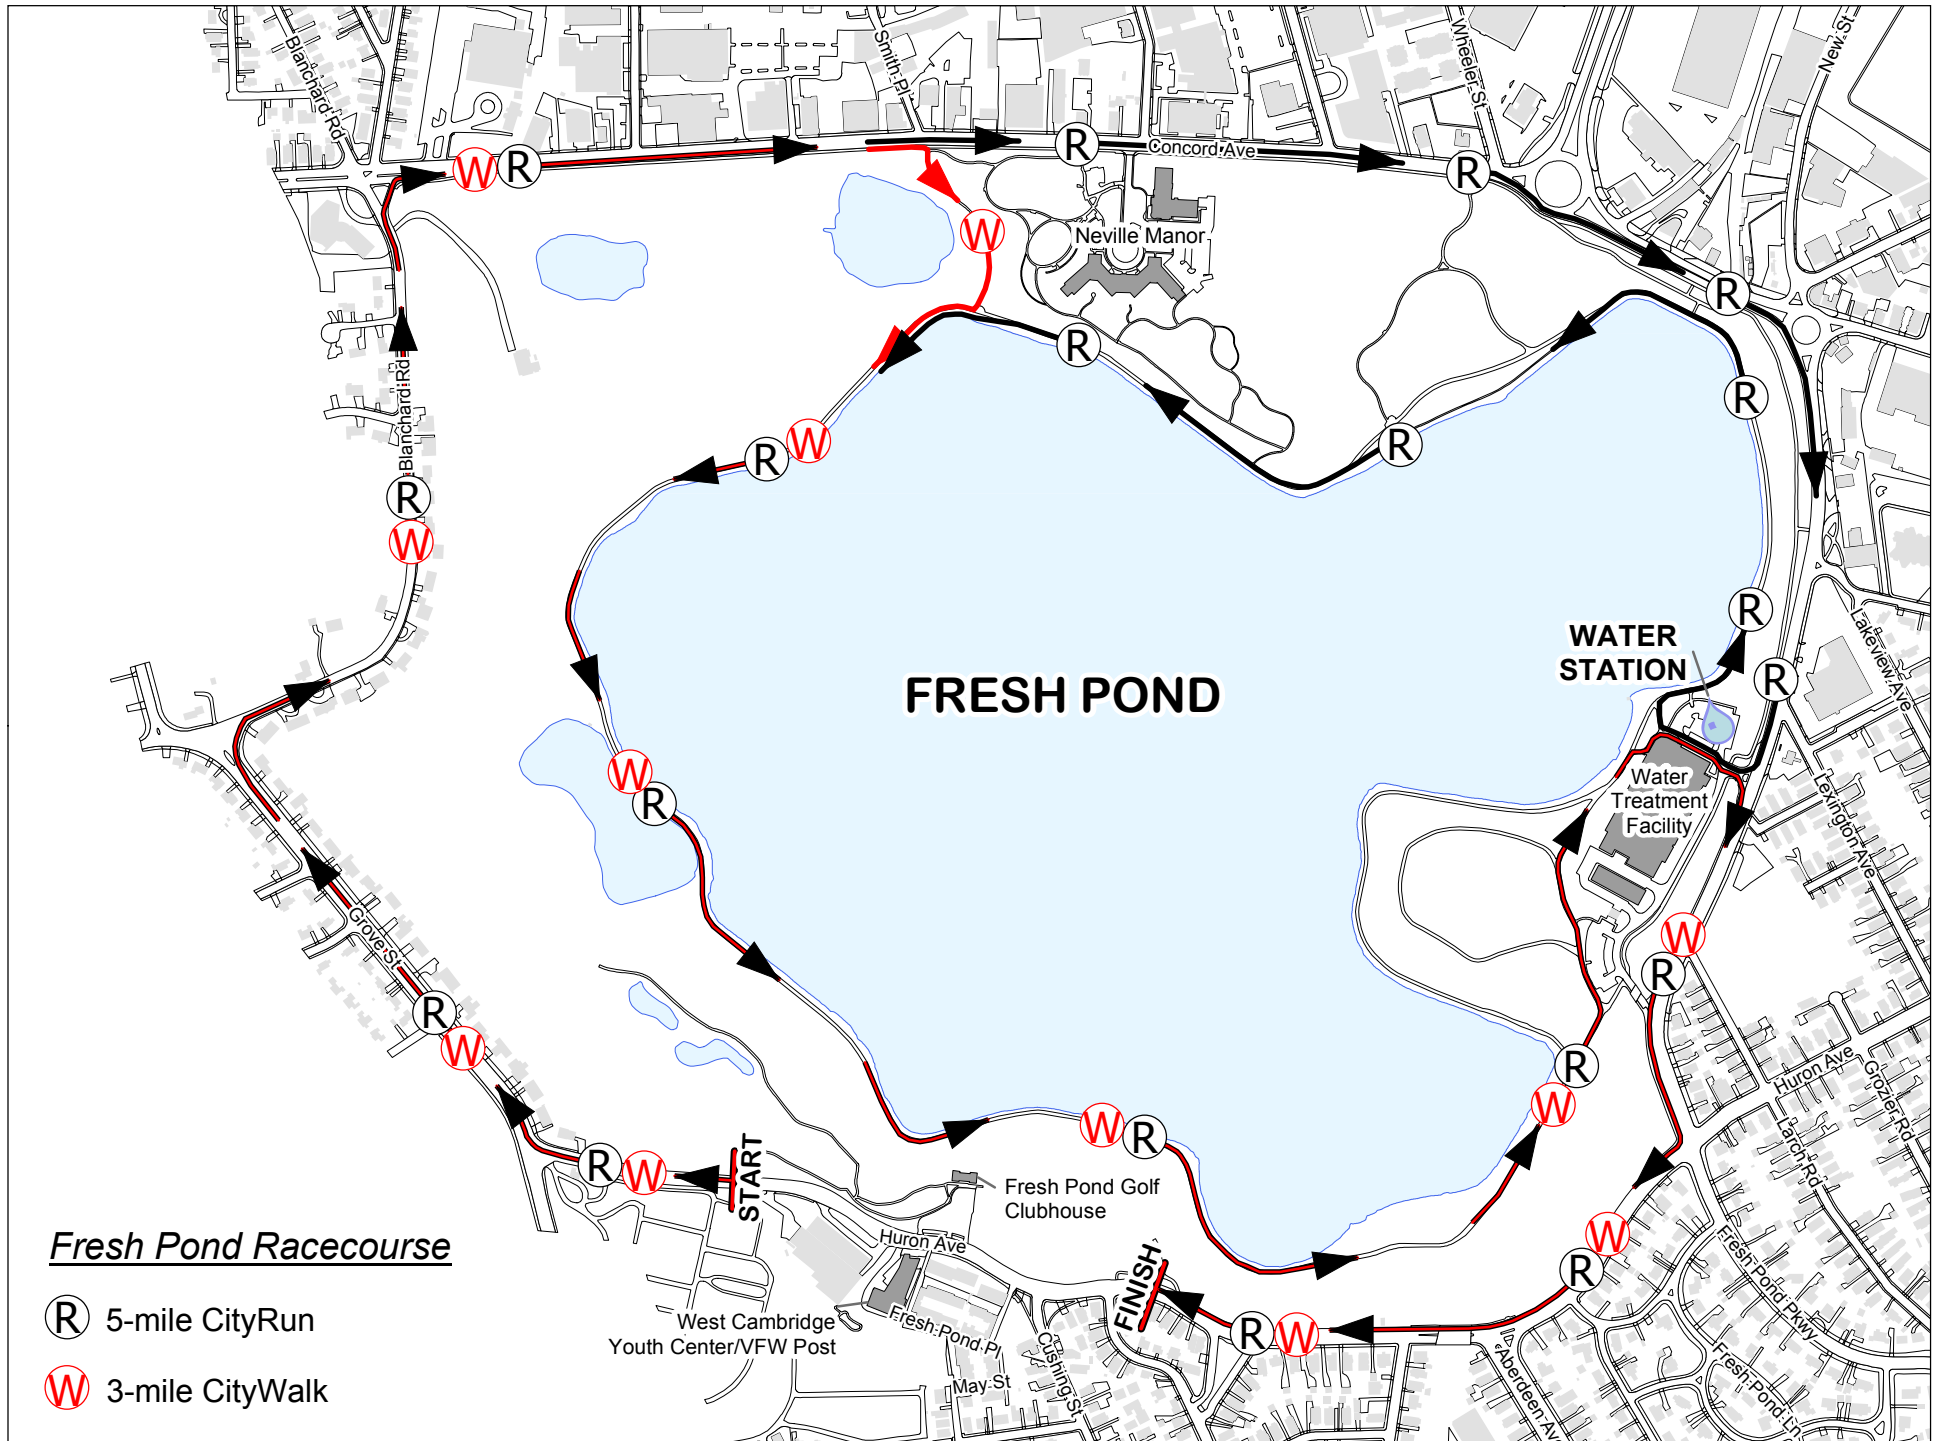 Blanchard Rd
Smith Pl
Wheeler St
New St
W
R
R
Concord Ave
R
W
Neville Manor
R
R
R
Blanchard Rd
R
R
W
R
R
W
R
WATER
STATION
Lakeview Ave
R
FRESH POND
W
R
Water
Treatment
Facility
Lexington Ave
Grove St
W
R
R
W
R
W
W
R
Huron Ave
Grozier Rd
Larch Rd
R
W
START
Fresh Pond Golf
Clubhouse
Huron Ave
W
R
Fresh Pond Pkwy
FINISH
R
W
West Cambridge
Youth Center/VFW Post
Fresh Pond Pl
Cushing St
May St
Aberdeen Ave
Fresh Pond Ln
Fresh Pond Racecourse
R 5-mile CityRun
W 3-mile CityWalk